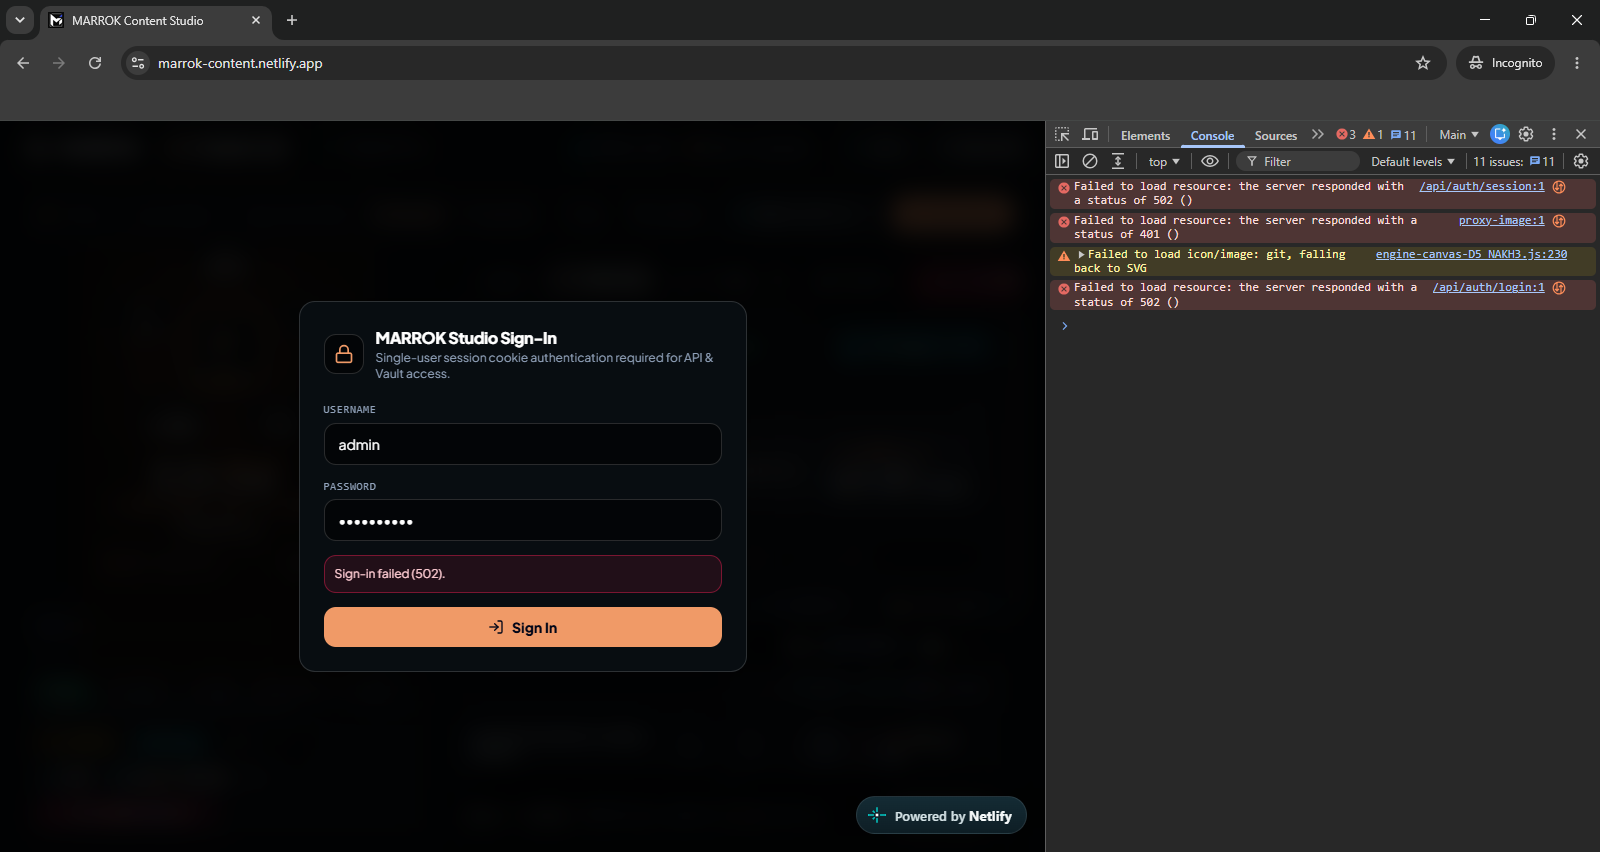 MARROK Content Studio
marrok-content.netlify.app
Incognito
Elements
Console
Sources
3
1
11
Main
top
Filter
Default levels
11 issues:
11
Failed to load resource: the server responded with
a status of 502 ()
/api/auth/session:1
Failed to load resource: the server responded with a
status of 401 ()
proxy-image:1
Failed to load icon/image: git, falling
back to SVG
engine-canvas-D5_NAKH3.js:230
Failed to load resource: the server responded with a
status of 502 ()
/api/auth/login:1
MARROK Studio Sign-In
Single-user session cookie authentication required for API &
Vault access.
USERNAME
admin
PASSWORD
Sign-in failed (502).
Sign In
Powered by Netlify